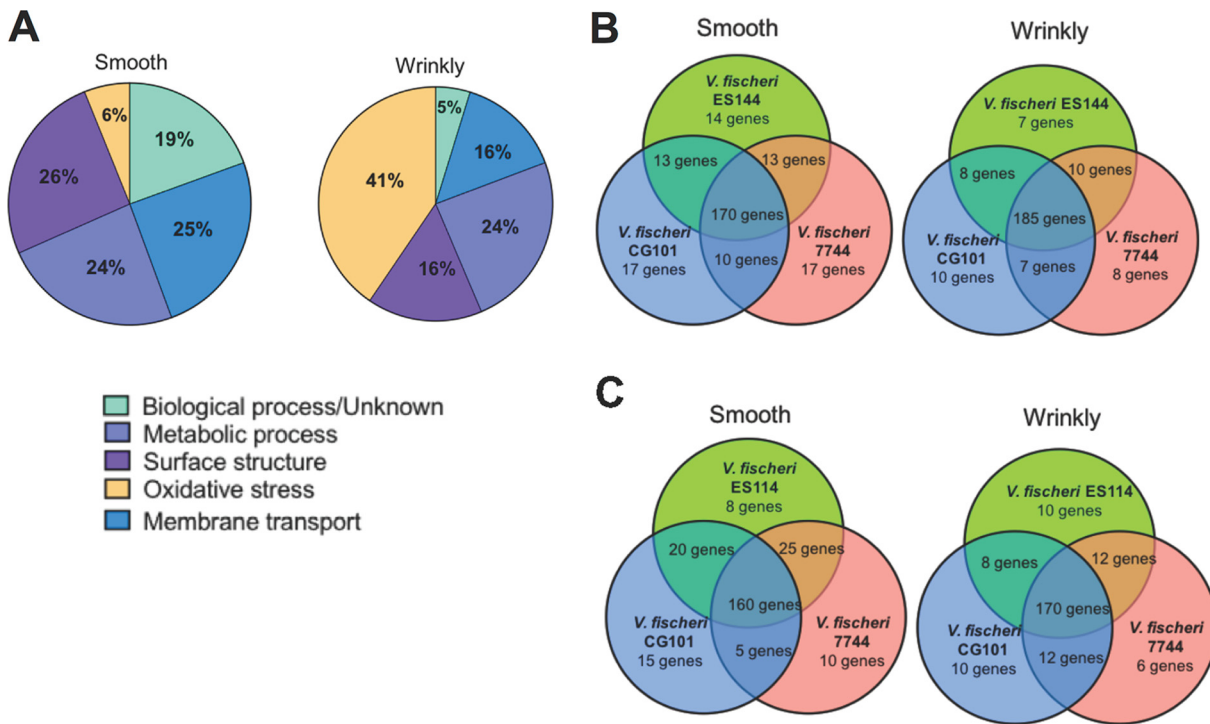 A
Smooth
6%
19%
26%
25%
24%
Wrinkly
5%
16%
41%
24%
16%
Biological process/Unknown
Metabolic process
Surface structure
Oxidative stress
Membrane transport
B
Smooth
V. fischeri
ES144
14 genes
13 genes
13 genes
170 genes
V. fischeri
CG101
17 genes
10 genes
V. fischeri
7744
17 genes
Wrinkly
V. fischeri ES144
7 genes
8 genes
10 genes
185 genes
V. fischeri
CG101
10 genes
7 genes
V. fischeri
7744
8 genes
C
Smooth
V. fischeri
ES114
8 genes
20 genes
25 genes
160 genes
V. fischeri
CG101
15 genes
5 genes
V. fischeri
7744
10 genes
Wrinkly
V. fischeri ES114
10 genes
8 genes
12 genes
170 genes
V. fischeri
CG101
10 genes
12 genes
V. fischeri
7744
6 genes